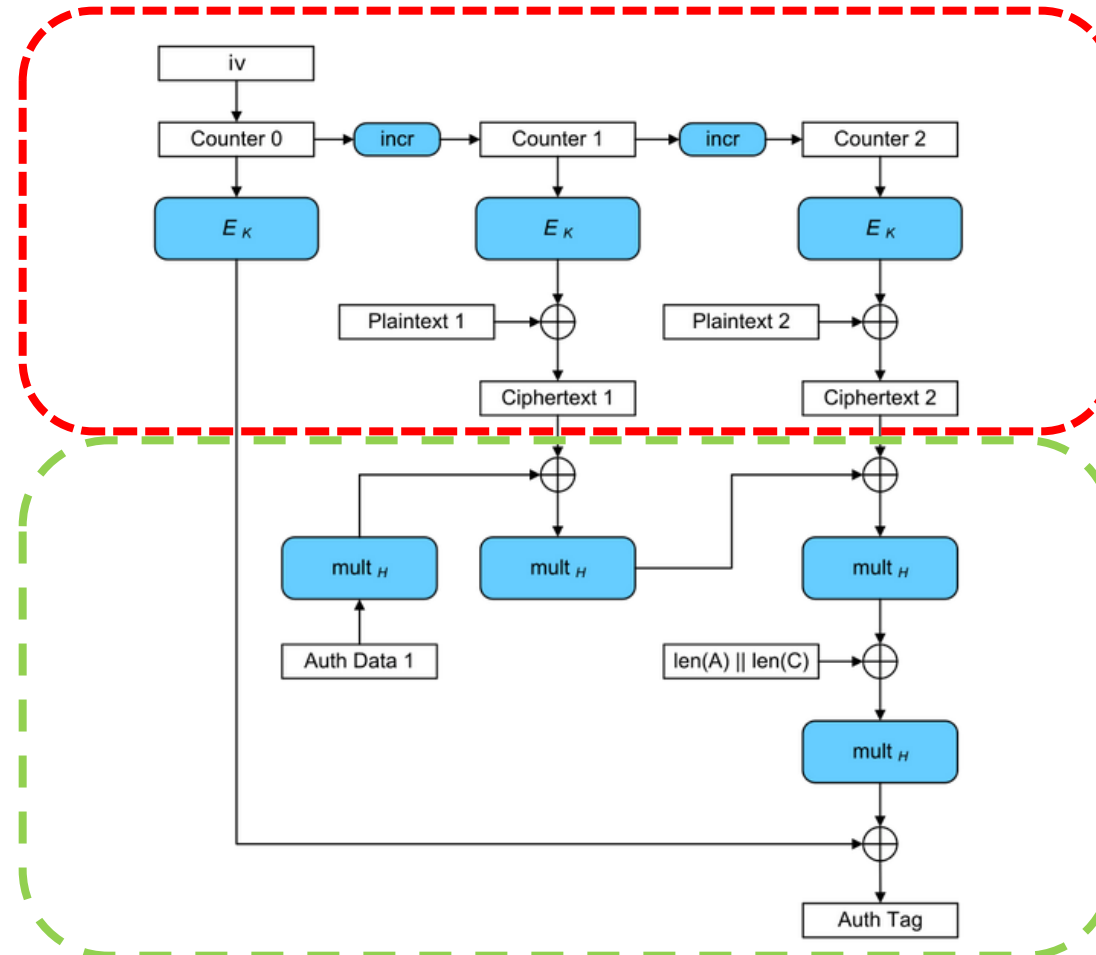 iv
Counter 0
incr
Counter 1
incr
Counter 2
E K
E K
E K
Plaintext 1
Plaintext 2
Ciphertext 1
Ciphertext 2
mult H
mult H
mult H
Auth Data 1
len(A) || len(C)
mult H
Auth Tag